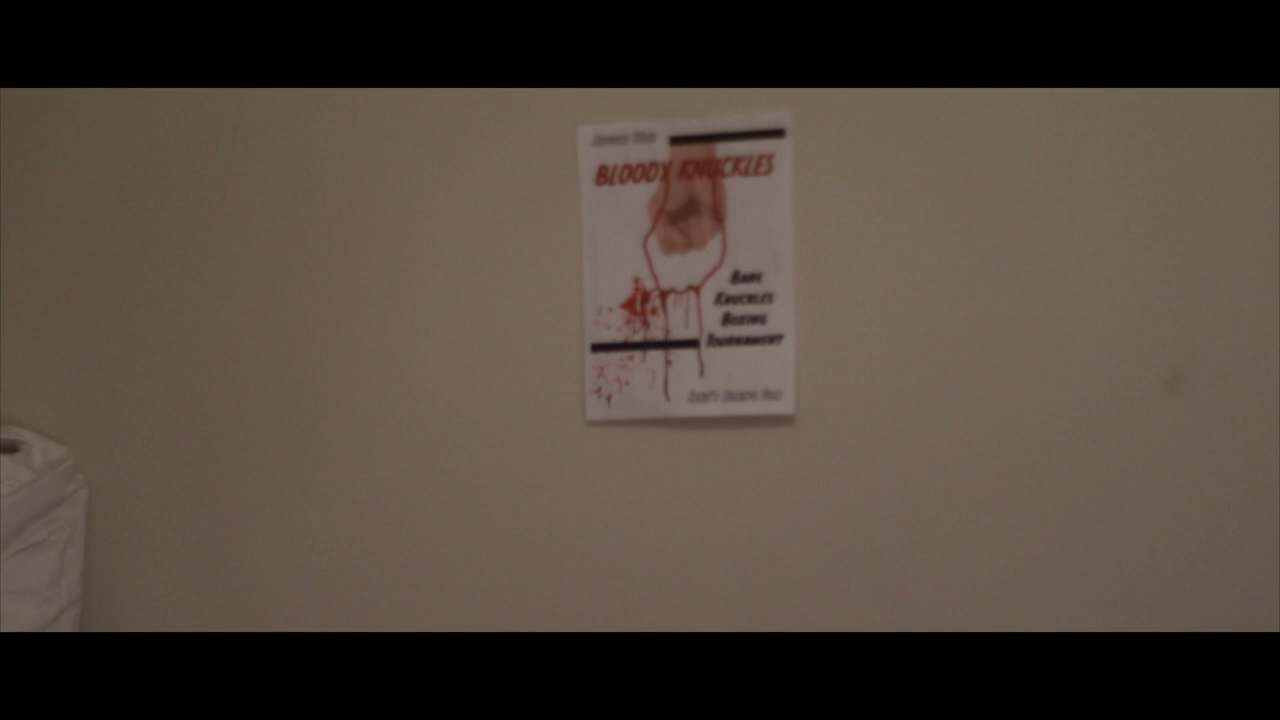 BLOODY KNUCKLES
BARE
KNUCKLES
BOXING
TOURNAMENT